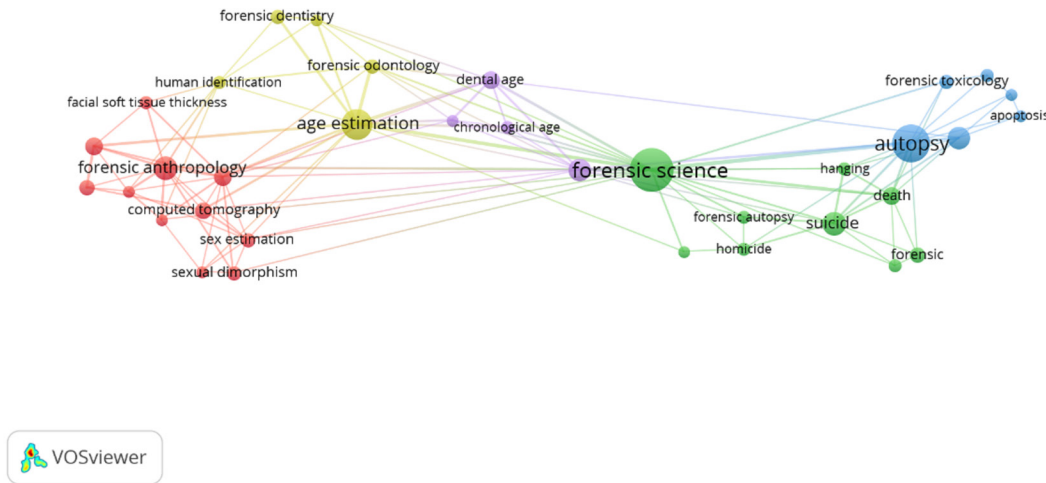 forensic dentistry
forensic odontology
dental age
human identification
forensic toxicology
facial soft tissue thickness
apoptosis
age estimation
chronological age
autopsy
forensic anthropology
forensic science
hanging
death
computed tomography
forensic autopsy
suicide
sex estimation
homicide
forensic
sexual dimorphism
VOSviewer